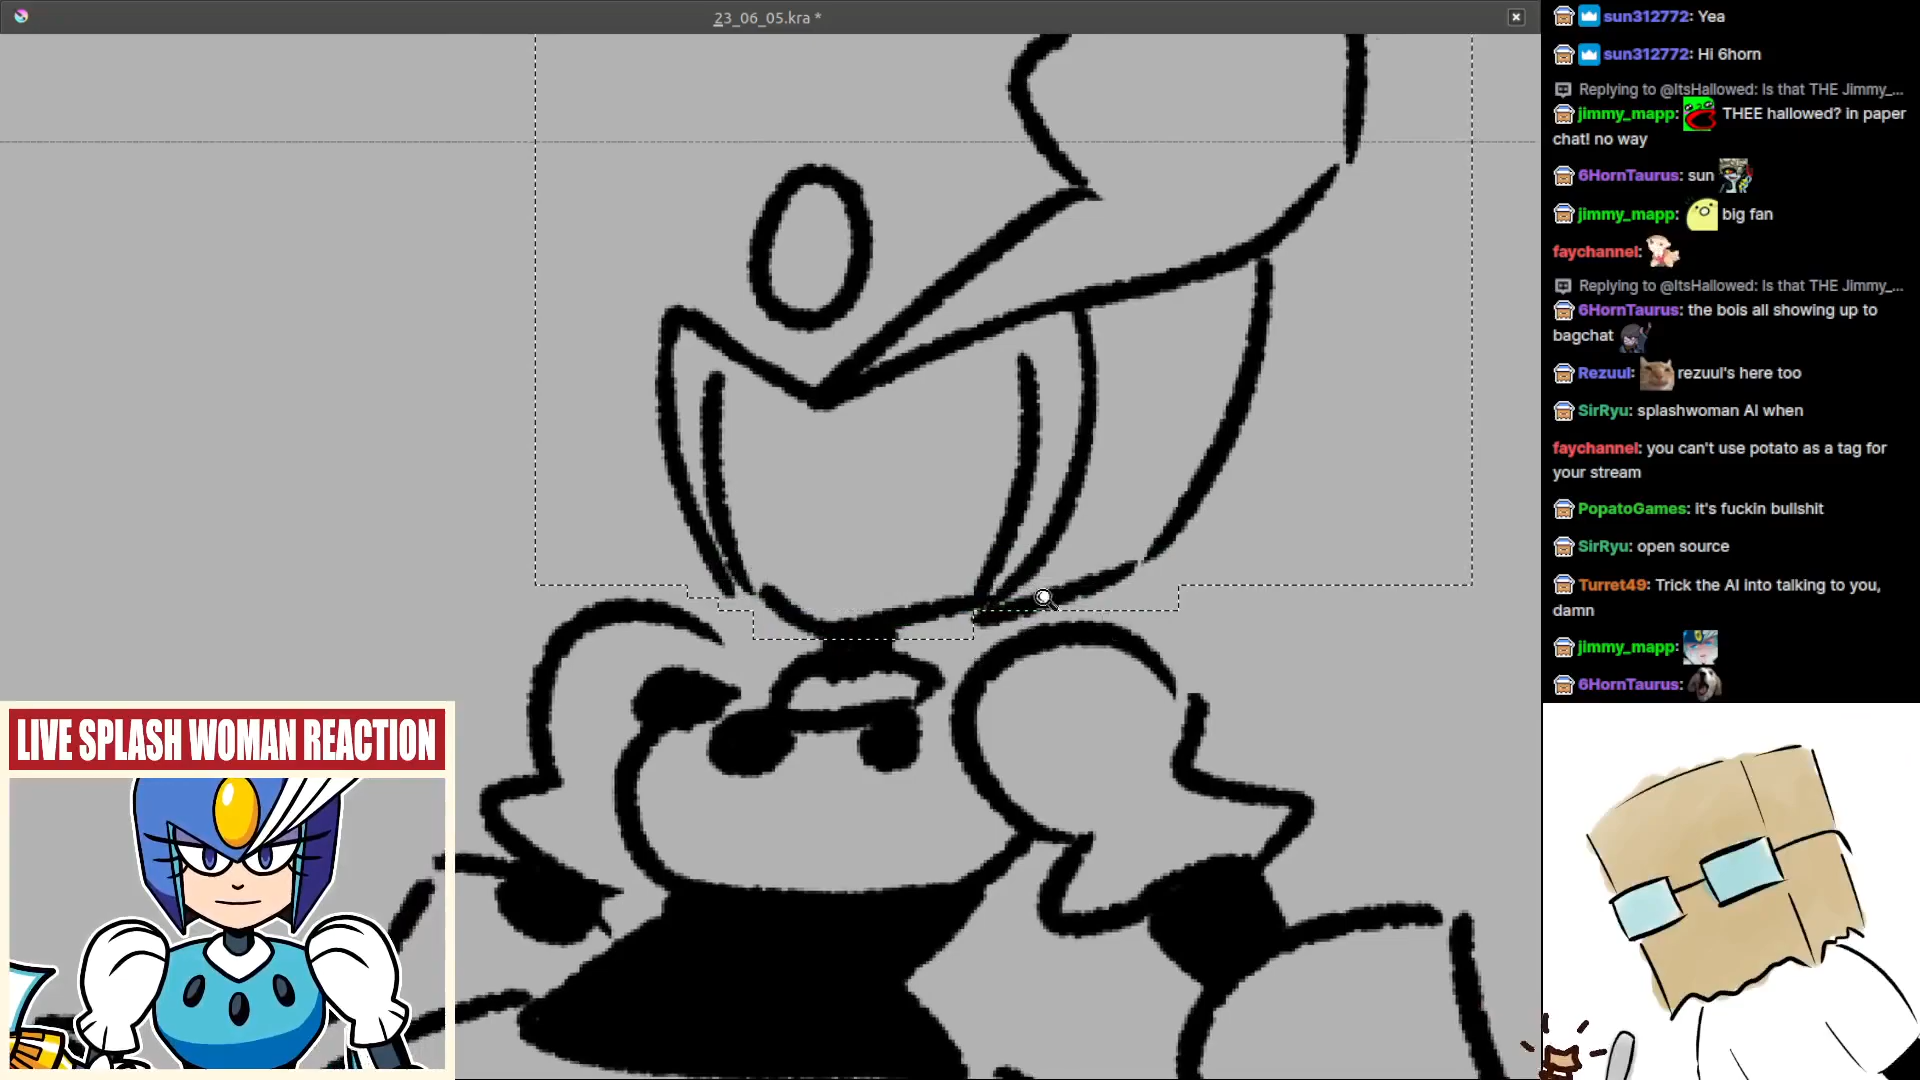 23_06_05.kra *
sun312772: Yea
sun312772: Hi 6horn
Replying to @ItsHallowed: Is that THE Jimmy_...
jimmy_mapp: THEE hallowed? in paper
chat! no way
6HornTaurus: sun
jimmy_mapp: big fan
faychannel:
Replying to @ItsHallowed: Is that THE Jimmy_...
6HornTaurus: the bois all showing up to
bagchat
Rezuul: rezuul's here too
SirRyu: splashwoman AI when
faychannel: you can't use potato as a tag for
your stream
PopatoGames: it's fuckin bullshit
SirRyu: open source
Turret49: Trick the AI into talking to you,
damn
jimmy_mapp:
6HornTaurus:
LIVE SPLASH WOMAN REACTION